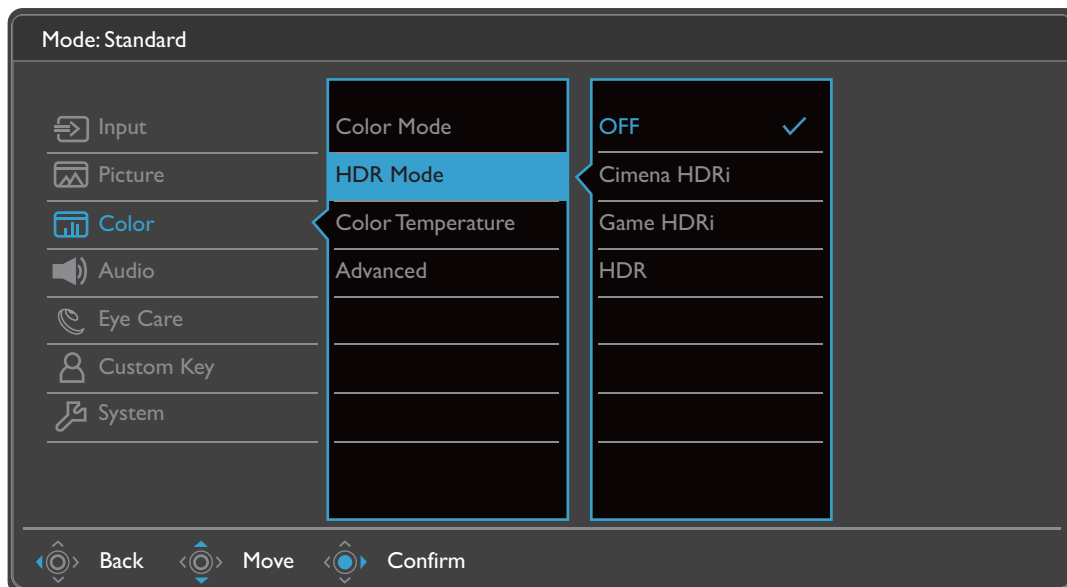 Mode: Standard
Input
Picture
Color
Audio
Eye Care
Custom Key
System
Color Mode
HDR Mode
Color Temperature
Advanced
OFF
Cimena HDRi
Game HDRi
HDR
Back Move Confirm